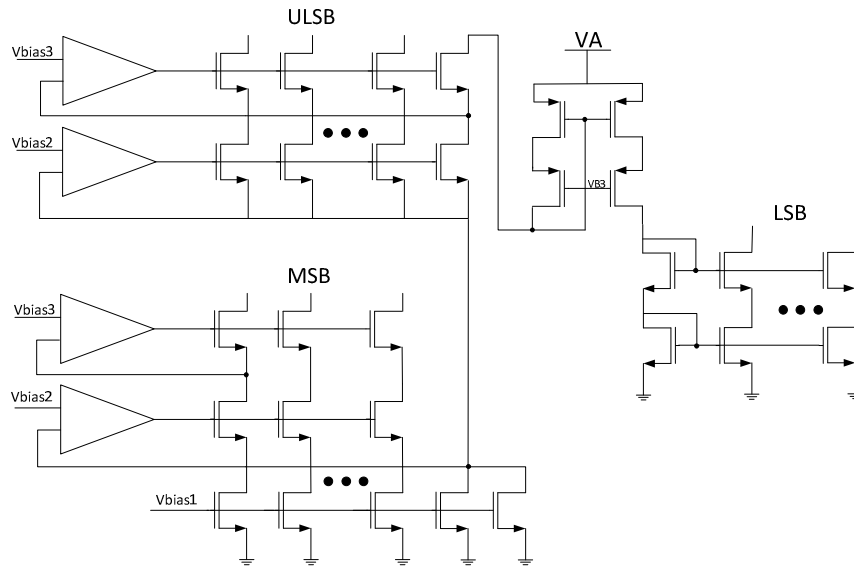 ULSB
VA
Vbias3
Vbias2
VB3
LSB
MSB
Vbias3
Vbias2
Vbias1